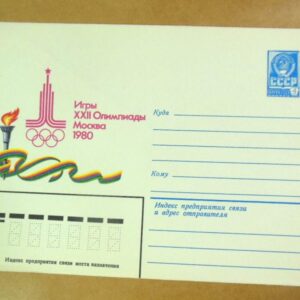 Игры
XXII Олимпиады
Москва
1980
СССР
Куда
Кому
Индекс предприятия связи
и адрес отправителя
Индекс предприятия связи места назначения